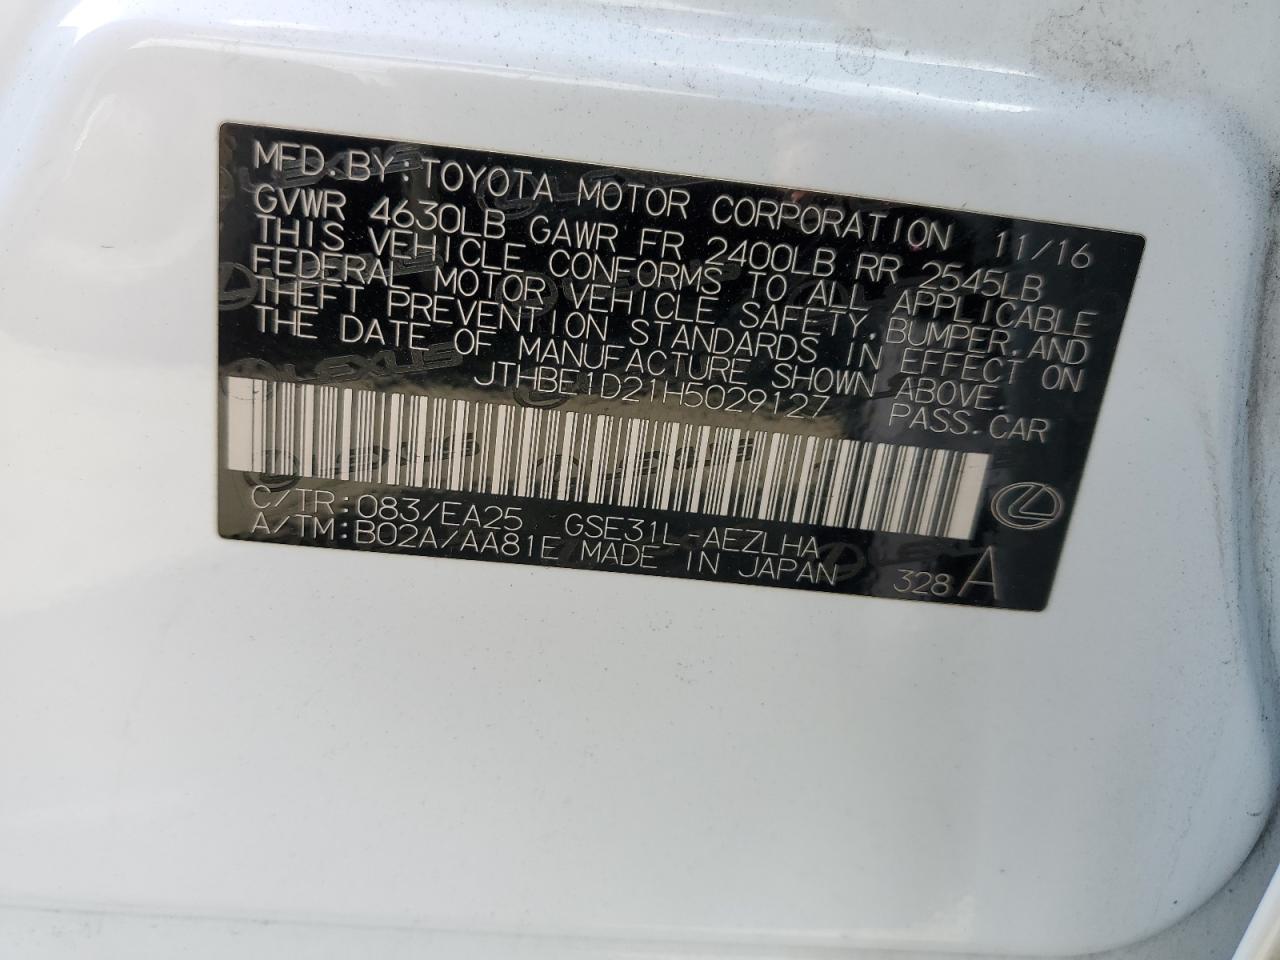 MFD.BY:TOYOTA MOTOR CORPORATION 11/16
GVWR 4630LB GAWR FR 2400LB RR 2545LB
THIS VEHICLE CONFORMS TO ALL APPLICABLE
FEDERAL MOTOR VEHICLE SAFETY,BUMPER,AND
THEFT PREVENTION STANDARDS IN EFFECT ON
THE DATE OF MANUFACTURE SHOWN ABOVE.
JTHBE1D21H5029127 PASS.CAR
C/TR:083/EA25 GSE31L-AEZLHA
A/TM:B02A/AA81E MADE IN JAPAN 328 A